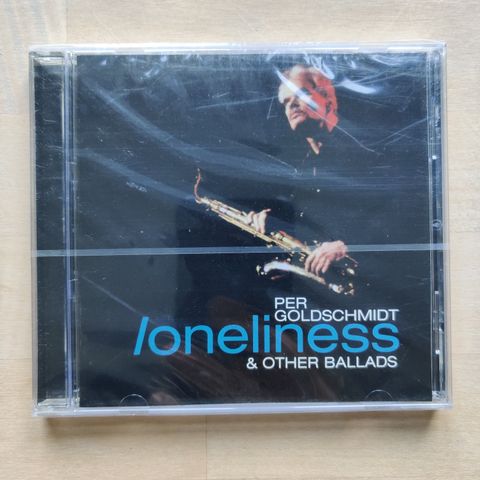 PER
GOLDSCHMIDT
loneliness
& OTHER BALLADS